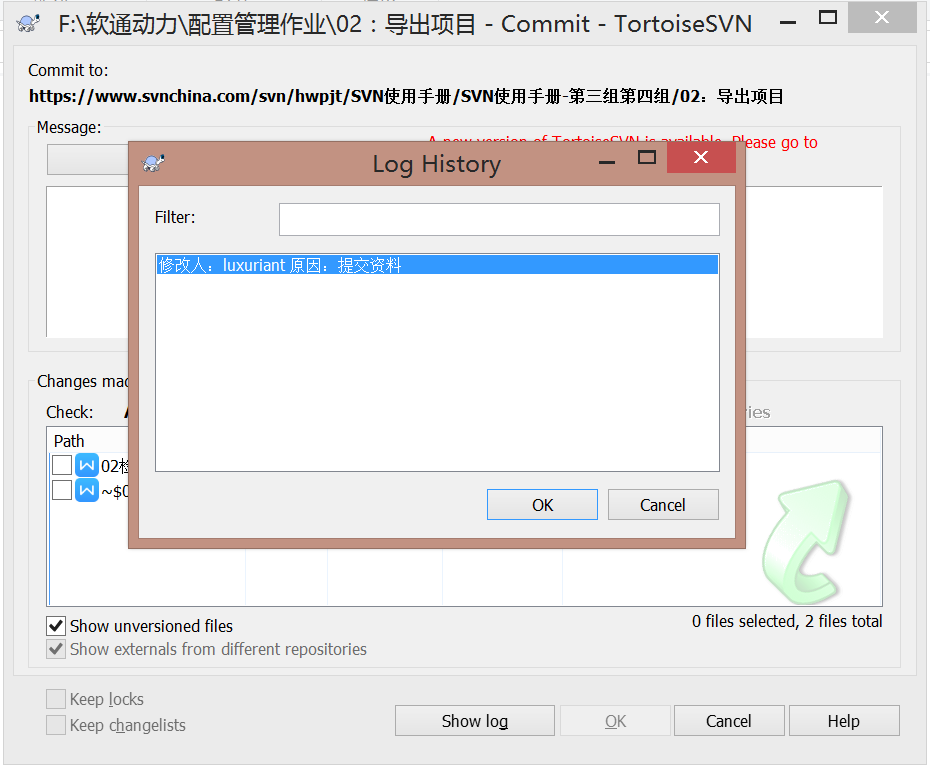 F:\软通动力\配置管理作业\02：导出项目 - Commit - TortoiseSVN
Commit to:
https://www.svnchina.com/svn/hwpjt/SVN使用手册/SVN使用手册-第三组第四组/02：导出项目
Message:
A new version of TortoiseSVN is available. Please go to
Log History
Filter:
修改人：luxuriant 原因：提交资料
OK
Cancel
Changes mad
Check:
Path
02检
~$0
0 files selected, 2 files total
Show unversioned files
Show externals from different repositories
Keep locks
Keep changelists
Show log
OK
Cancel
Help